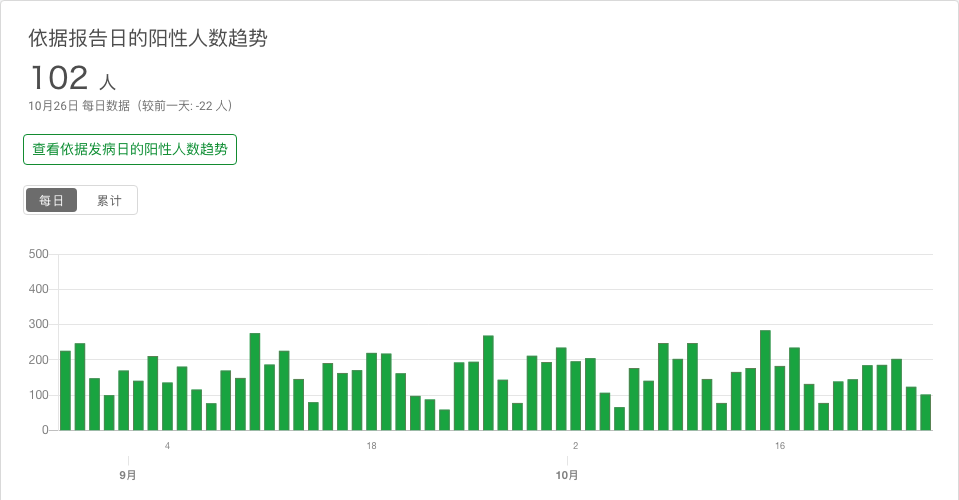 依据报告日的阳性人数趋势
102 人
10月26日 每日数据（较前一天: -22 人）
查看依据发病日的阳性人数趋势
每日 累计
500
400
300
200
100
0
4 18 2 16
9月 10月